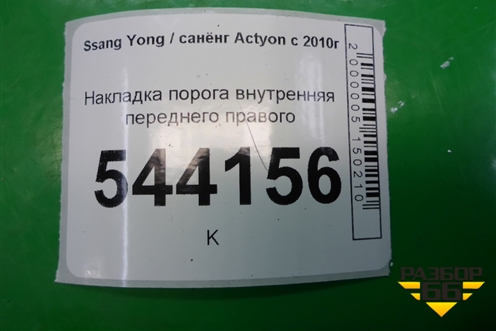 Ssang Yong / санёнг Actyon с 2010г
Накладка порога внутренняя
переднего правого
544156
К
2000005150210
РАЗБОР
66